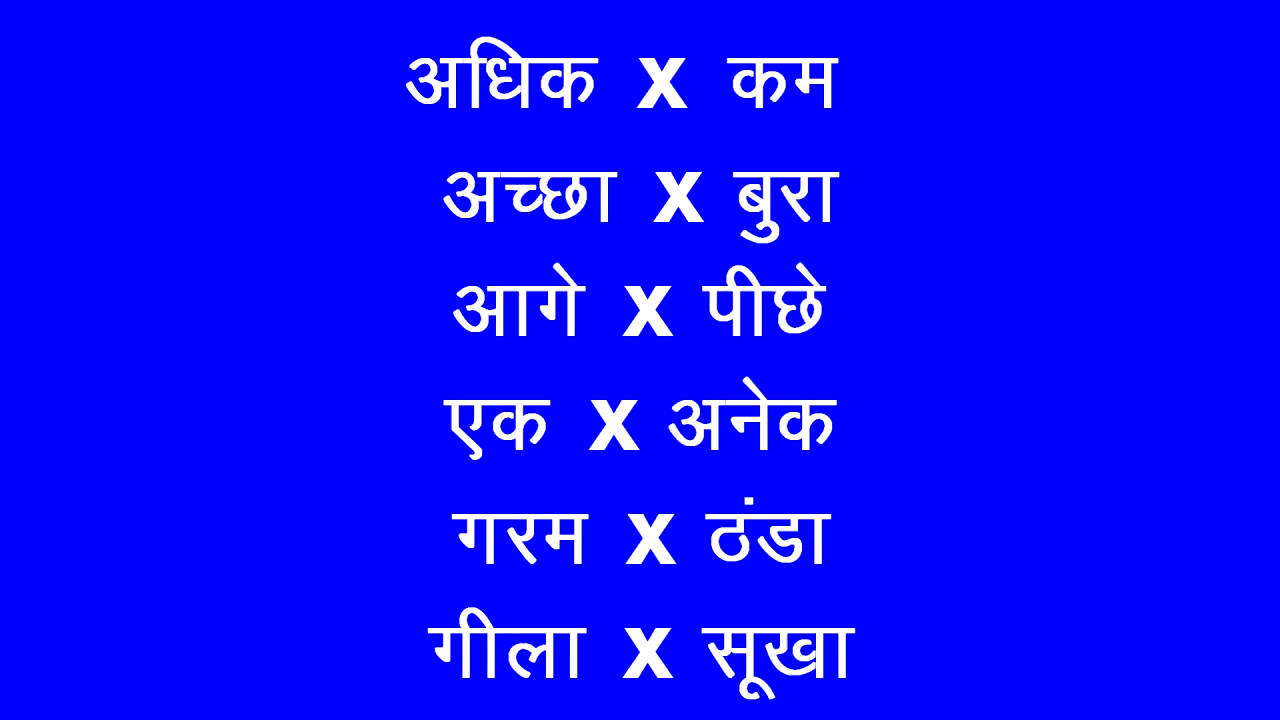 अधिक x कम
अच्छा x बुरा
आगे x पीछे
एक x अनेक
गरम x ठंडा
गीला x सूखा